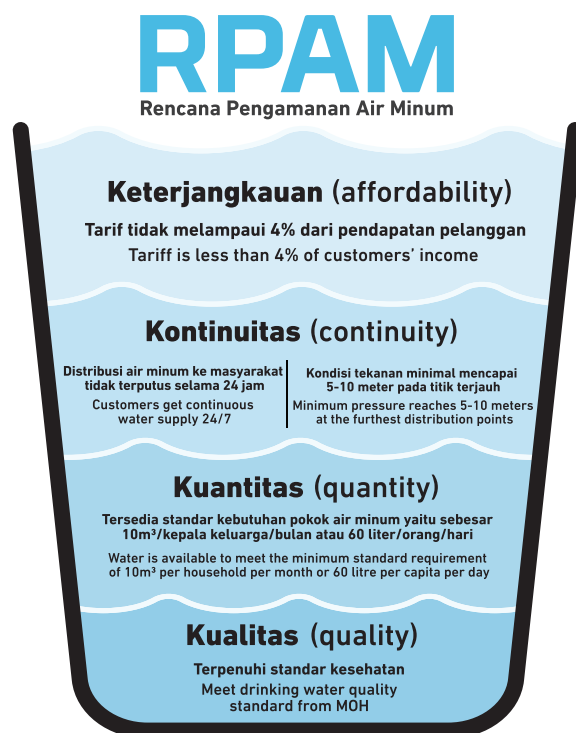 RPAM
Rencana Pengamanan Air Minum
Keterjangkauan (affordability)
Tarif tidak melampaui 4% dari pendapatan pelanggan
Tariff is less than 4% of customers’ income
Kontinuitas (continuity)
Distribusi air minum ke masyarakat
tidak terputus selama 24 jam
Customers get continuous
water supply 24/7
Kondisi tekanan minimal mencapai
5-10 meter pada titik terjauh
Minimum pressure reaches 5-10 meters
at the furthest distribution points
Kuantitas (quantity)
Tersedia standar kebutuhan pokok air minum yaitu sebesar
10m³/kepala keluarga/bulan atau 60 liter/orang/hari
Water is available to meet the minimum standard requirement
of 10m³ per household per month or 60 litre per capita per day
Kualitas (quality)
Terpenuhi standar kesehatan
Meet drinking water quality
standard from MOH